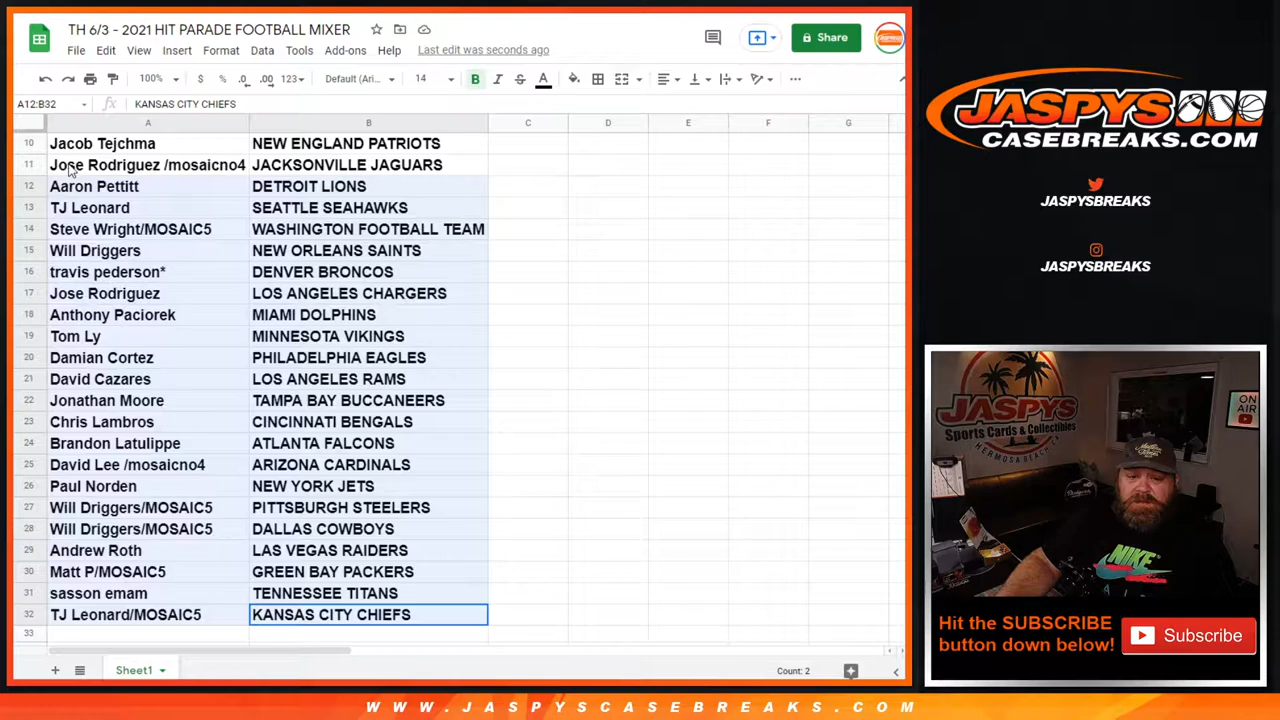 TH 6/3 - 2021 HIT PARADE FOOTBALL MIXER
File Edit View Insert Format Data Tools Add-ons Help Last edit was seconds ago
Share
100% $ % .0 .00 123 Default (Ari... 14 B I S A
A12:B32 fx KANSAS CITY CHIEFS
A B C D E F G
10 Jacob Tejchma NEW ENGLAND PATRIOTS
11 Jose Rodriguez /mosaicno4 JACKSONVILLE JAGUARS
12 Aaron Pettitt DETROIT LIONS
13 TJ Leonard SEATTLE SEAHAWKS
14 Steve Wright/MOSAIC5 WASHINGTON FOOTBALL TEAM
15 Will Driggers NEW ORLEANS SAINTS
16 travis pederson* DENVER BRONCOS
17 Jose Rodriguez LOS ANGELES CHARGERS
18 Anthony Paciorek MIAMI DOLPHINS
19 Tom Ly MINNESOTA VIKINGS
20 Damian Cortez PHILADELPHIA EAGLES
21 David Cazares LOS ANGELES RAMS
22 Jonathan Moore TAMPA BAY BUCCANEERS
23 Chris Lambros CINCINNATI BENGALS
24 Brandon Latulippe ATLANTA FALCONS
25 David Lee /mosaicno4 ARIZONA CARDINALS
26 Paul Norden NEW YORK JETS
27 Will Driggers/MOSAIC5 PITTSBURGH STEELERS
28 Will Driggers/MOSAIC5 DALLAS COWBOYS
29 Andrew Roth LAS VEGAS RAIDERS
30 Matt P/MOSAIC5 GREEN BAY PACKERS
31 sasson emam TENNESSEE TITANS
32 TJ Leonard/MOSAIC5 KANSAS CITY CHIEFS
33
Sheet1 Count: 2
JASPYS
CASEBREAKS.COM
JASPYSBREAKS
JASPYSBREAKS
JASPYS
Sports Cards & Collectibles
HERMOSA BEACH, CA
ON
AIR
Dodgers
NIKE
Hit the SUBSCRIBE
button down below!
Subscribe
WWW.JASPYSCASEBREAKS.COM